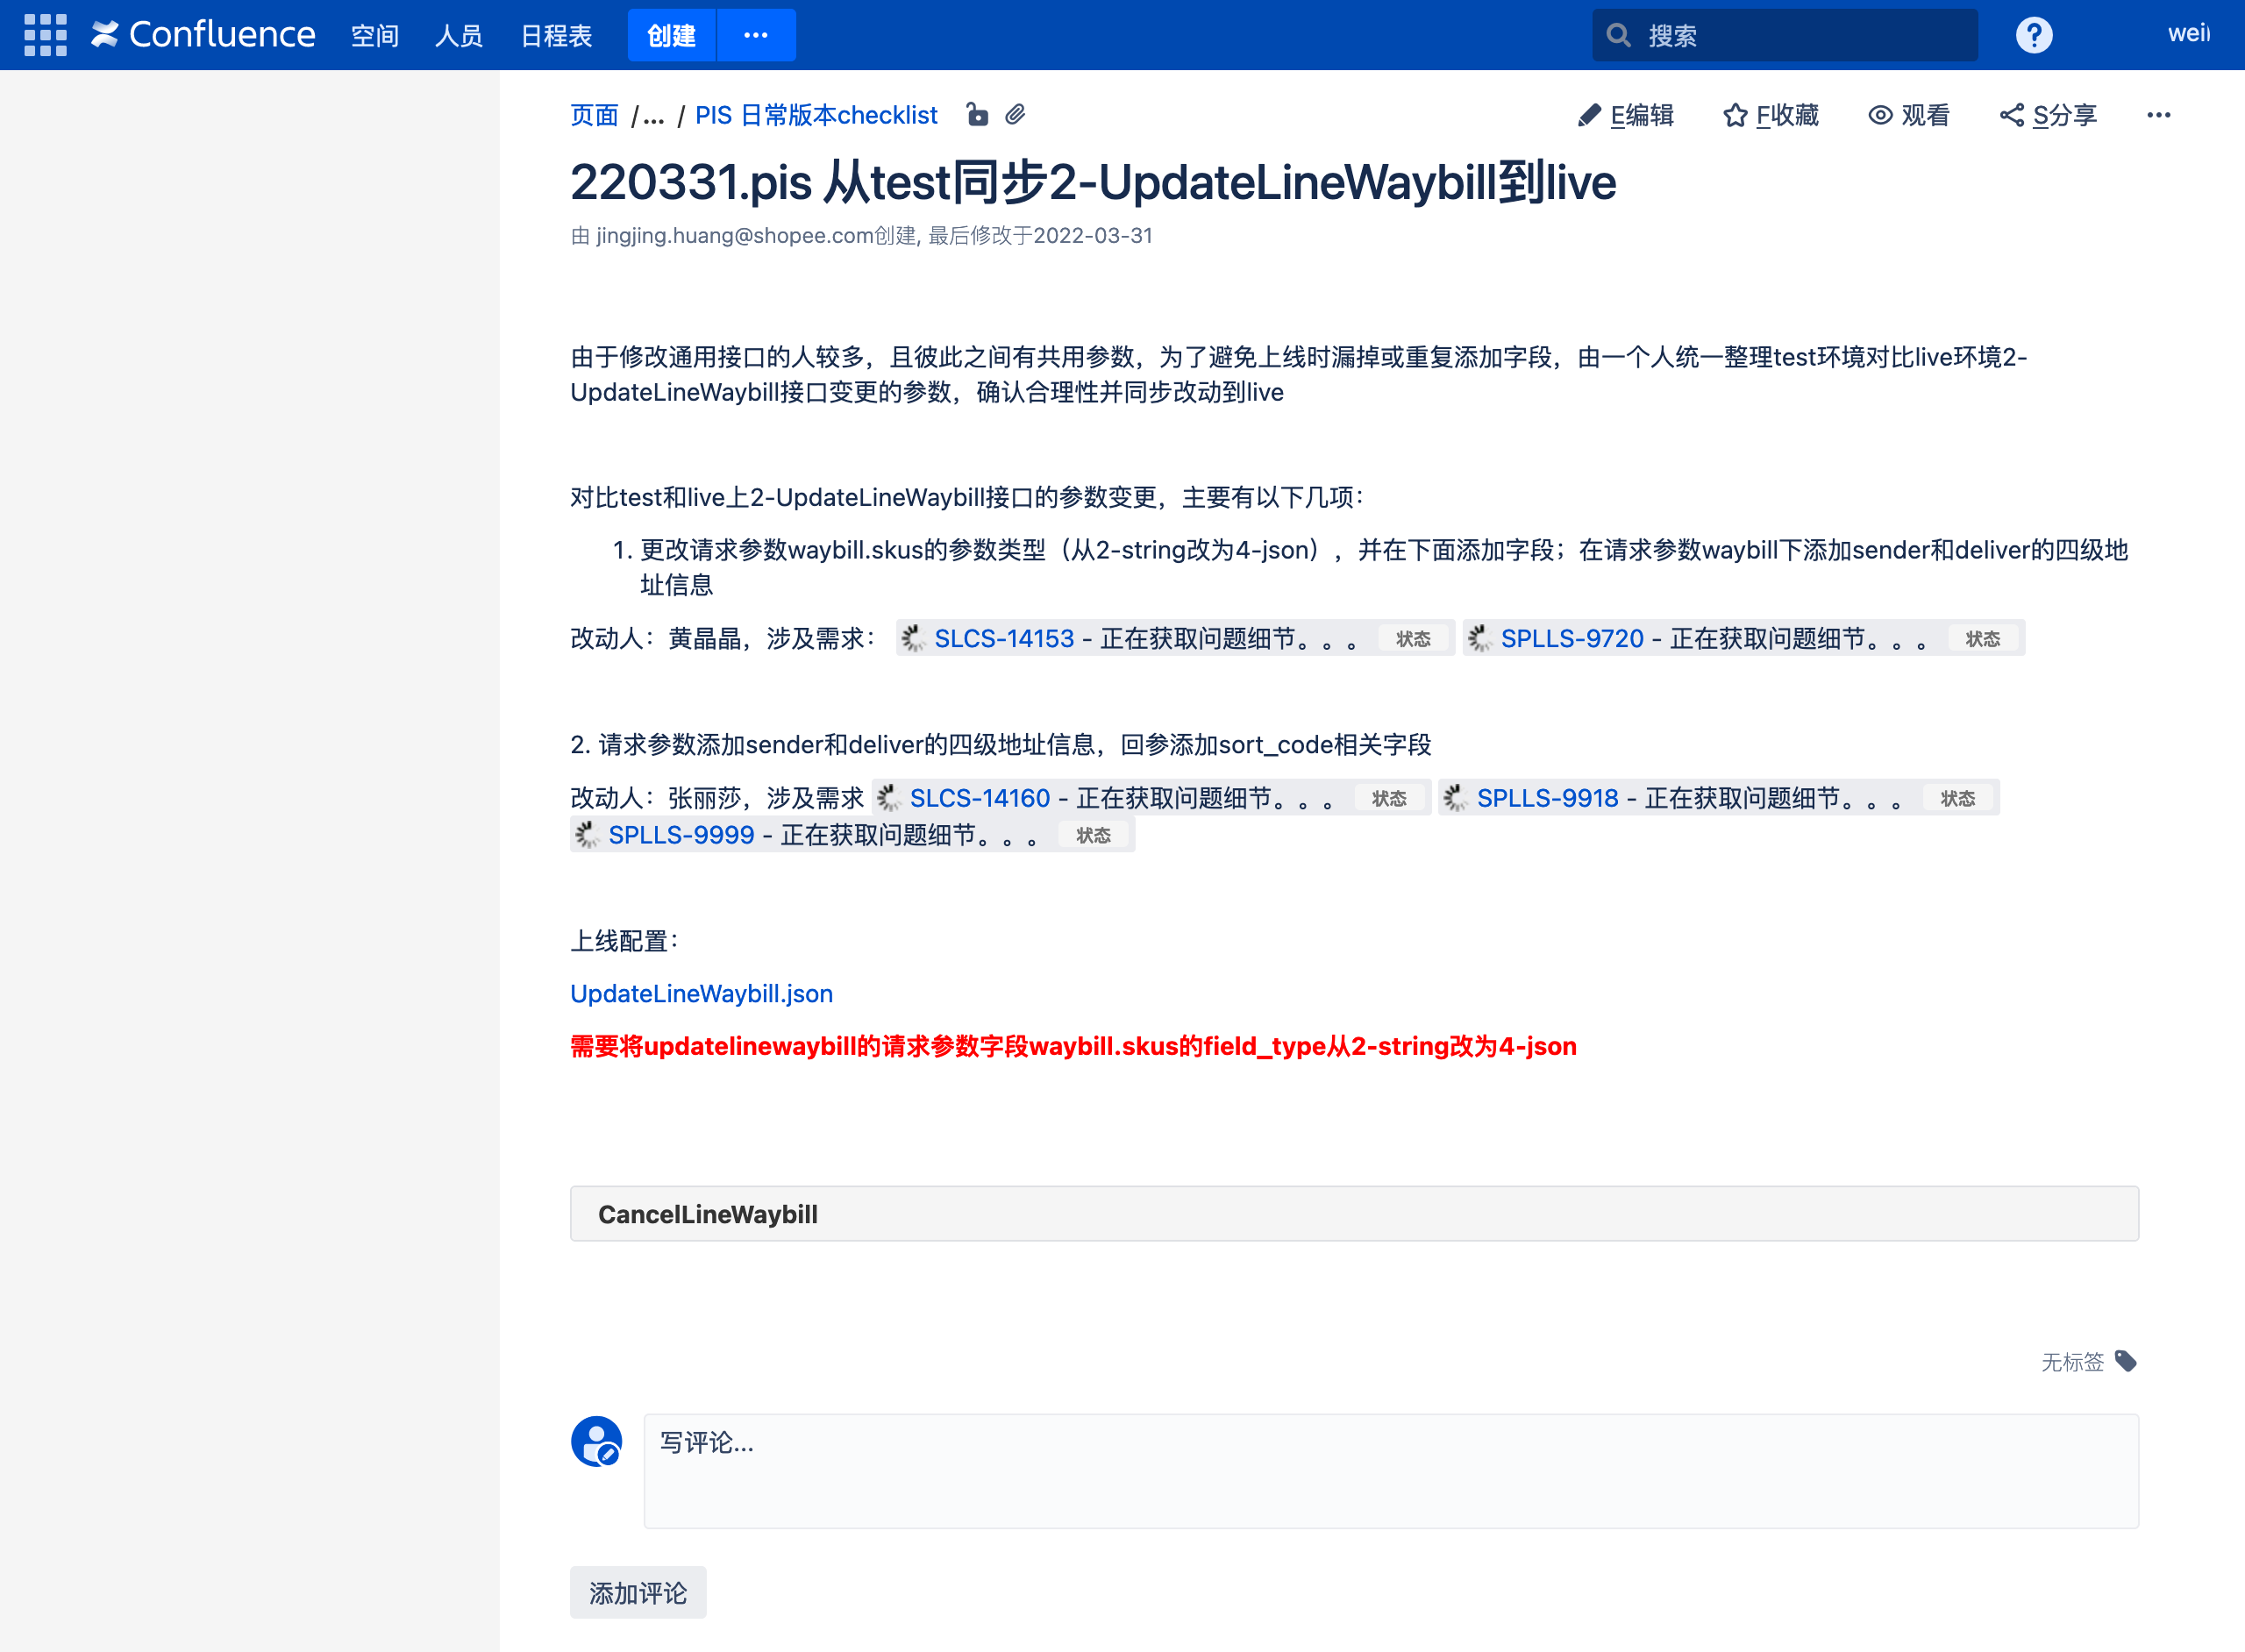 Confluence 空间 人员 日程表 创建 ··· 搜索 ? wei
页面 /... / PIS 日常版本checklist E编辑 F收藏 观看 S分享 ···
220331.pis 从test同步2-UpdateLineWaybill到live
由 jingjing.huang@shopee.com创建, 最后修改于2022-03-31
由于修改通用接口的人较多，且彼此之间有共用参数，为了避免上线时漏掉或重复添加字段，由一个人统一整理test环境对比live环境2-
UpdateLineWaybill接口变更的参数，确认合理性并同步改动到live
对比test和live上2-UpdateLineWaybill接口的参数变更，主要有以下几项：
1. 更改请求参数waybill.skus的参数类型（从2-string改为4-json），并在下面添加字段；在请求参数waybill下添加sender和deliver的四级地
址信息
改动人：黄晶晶，涉及需求： SLCS-14153 - 正在获取问题细节。。。 状态 SPLLS-9720 - 正在获取问题细节。。。 状态
2. 请求参数添加sender和deliver的四级地址信息，回参添加sort_code相关字段
改动人：张丽莎，涉及需求 SLCS-14160 - 正在获取问题细节。。。 状态 SPLLS-9918 - 正在获取问题细节。。。 状态
SPLLS-9999 - 正在获取问题细节。。。 状态
上线配置：
UpdateLineWaybill.json
需要将updatelinewaybill的请求参数字段waybill.skus的field_type从2-string改为4-json
CancelLineWaybill
无标签
写评论...
添加评论